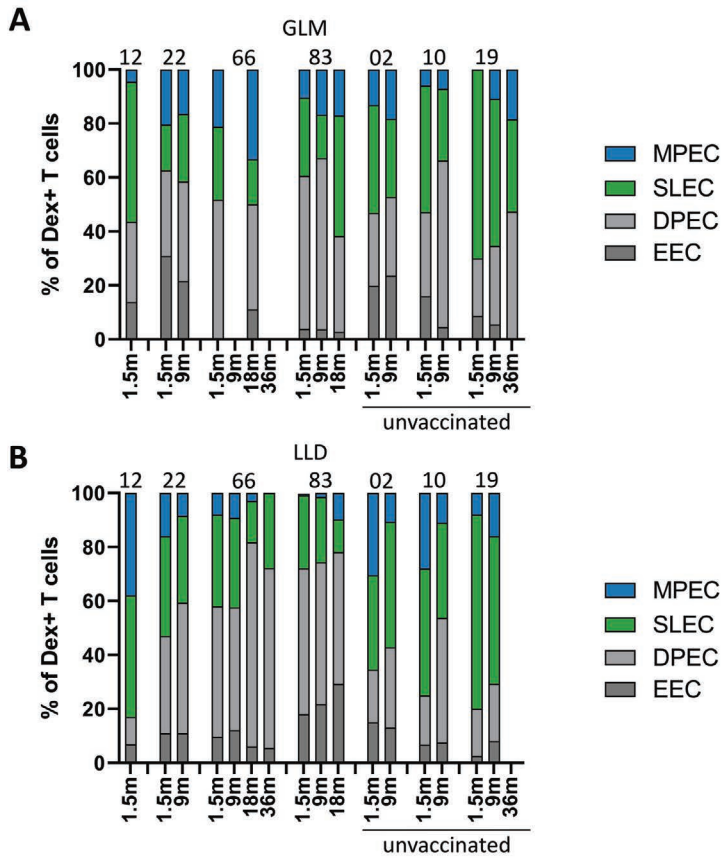 A
GLM
12 22 66 83 02 10 19
100
80
60
40
20
0
% of Dex+ T cells
MPEC
SLEC
DPEC
EEC
1.5m 1.5m 9m 1.5m 9m 18m 36m 1.5m 9m 18m 1.5m 9m 1.5m 9m 1.5m 9m 36m
unvaccinated
B
LLD
12 22 66 83 02 10 19
100
80
60
40
20
0
% of Dex+ T cells
MPEC
SLEC
DPEC
EEC
1.5m 1.5m 9m 1.5m 9m 18m 36m 1.5m 9m 18m 1.5m 9m 1.5m 9m 1.5m 9m 36m
unvaccinated